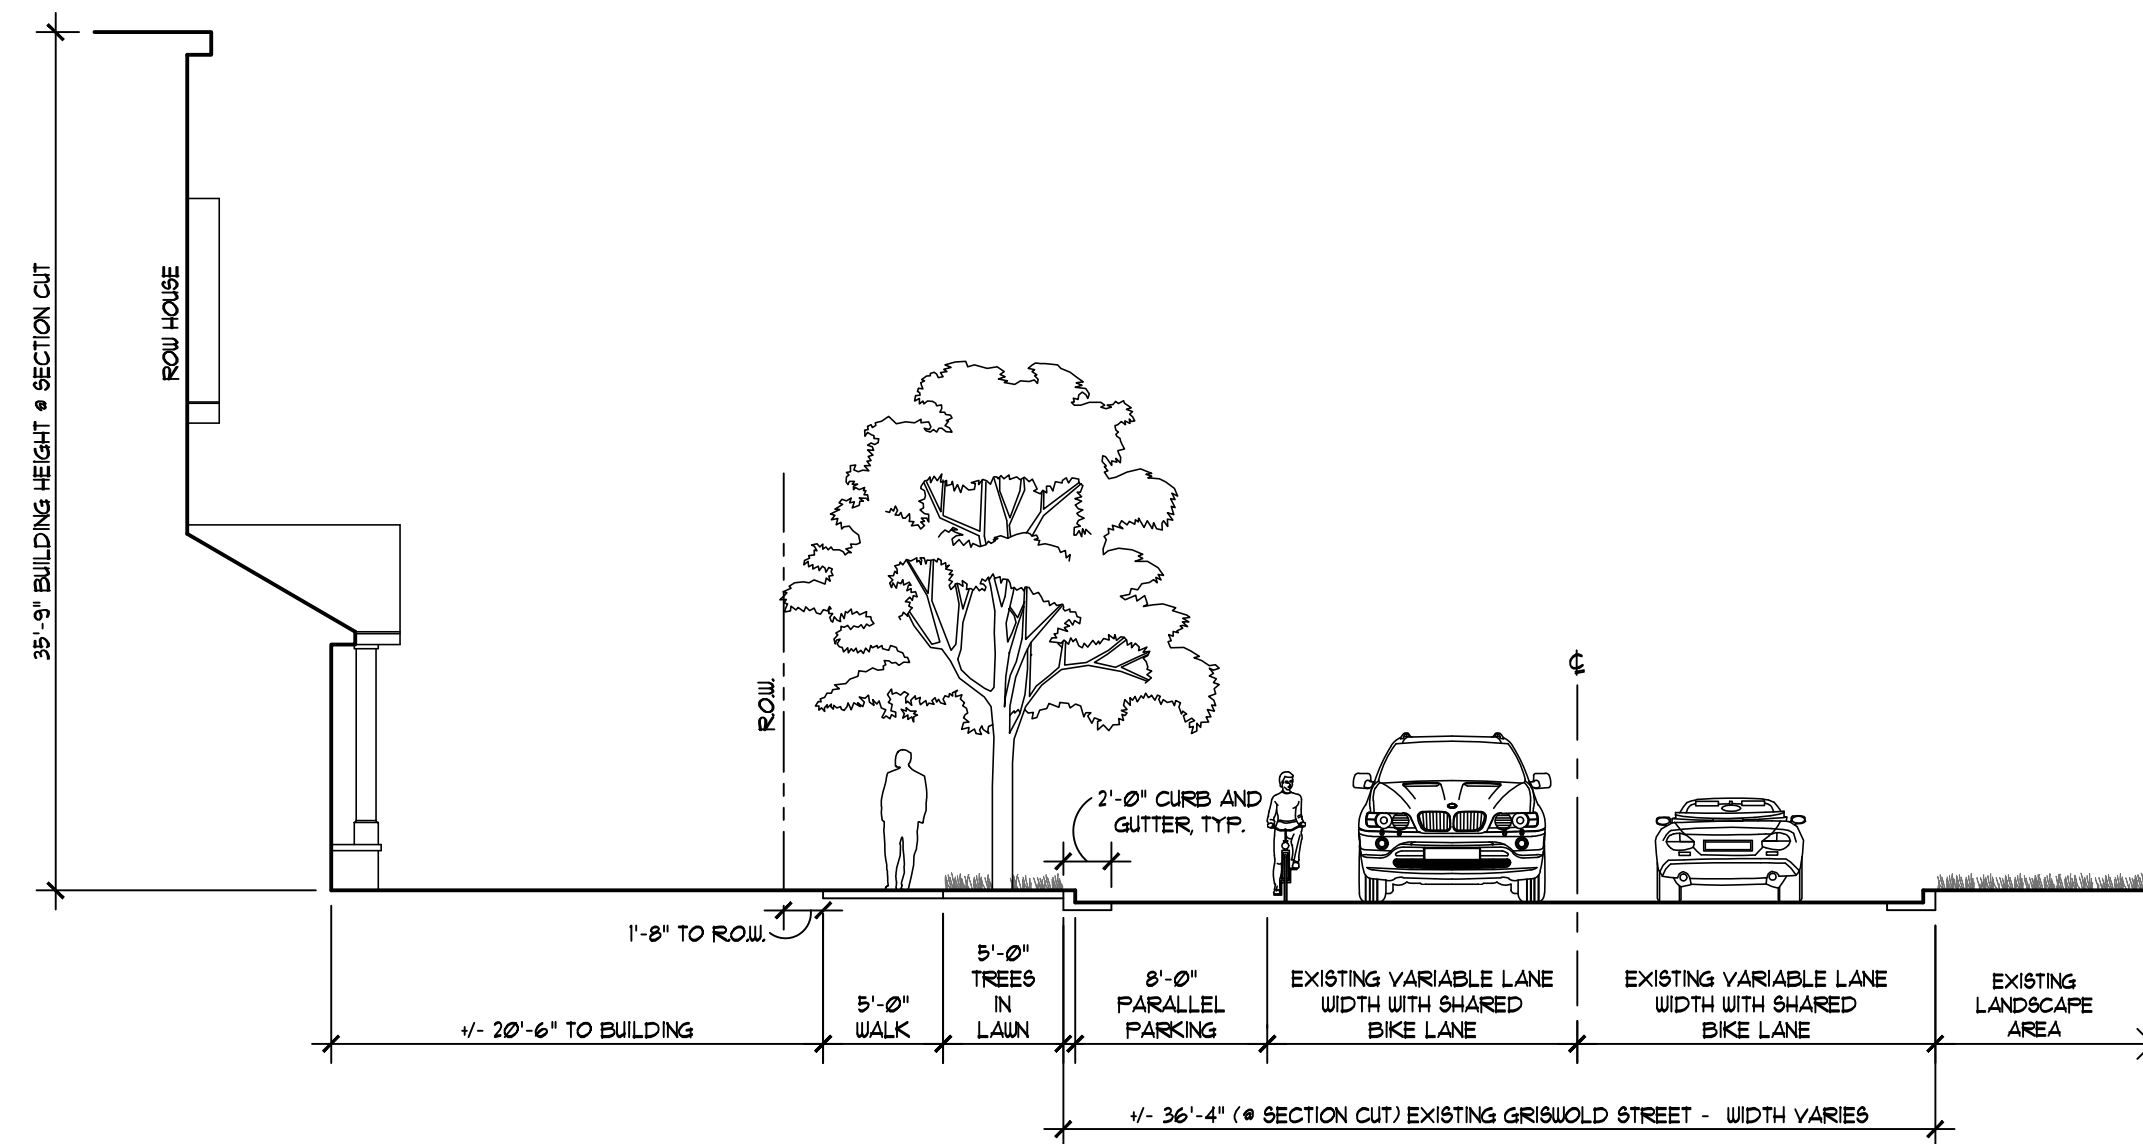 35'-9" BUILDING HEIGHT @ SECTION CUT
ROW HOUSE
R.O.W.
℄
2'-0" CURB AND
GUTTER, TYP.
1'-8" TO R.O.W.
+/- 20'-6" TO BUILDING
5'-0"
WALK
5'-0"
TREES
IN
LAWN
8'-0"
PARALLEL
PARKING
EXISTING VARIABLE LANE
WIDTH WITH SHARED
BIKE LANE
EXISTING VARIABLE LANE
WIDTH WITH SHARED
BIKE LANE
EXISTING
LANDSCAPE
AREA
+/- 36'-4" (@ SECTION CUT) EXISTING GRISWOLD STREET - WIDTH VARIES